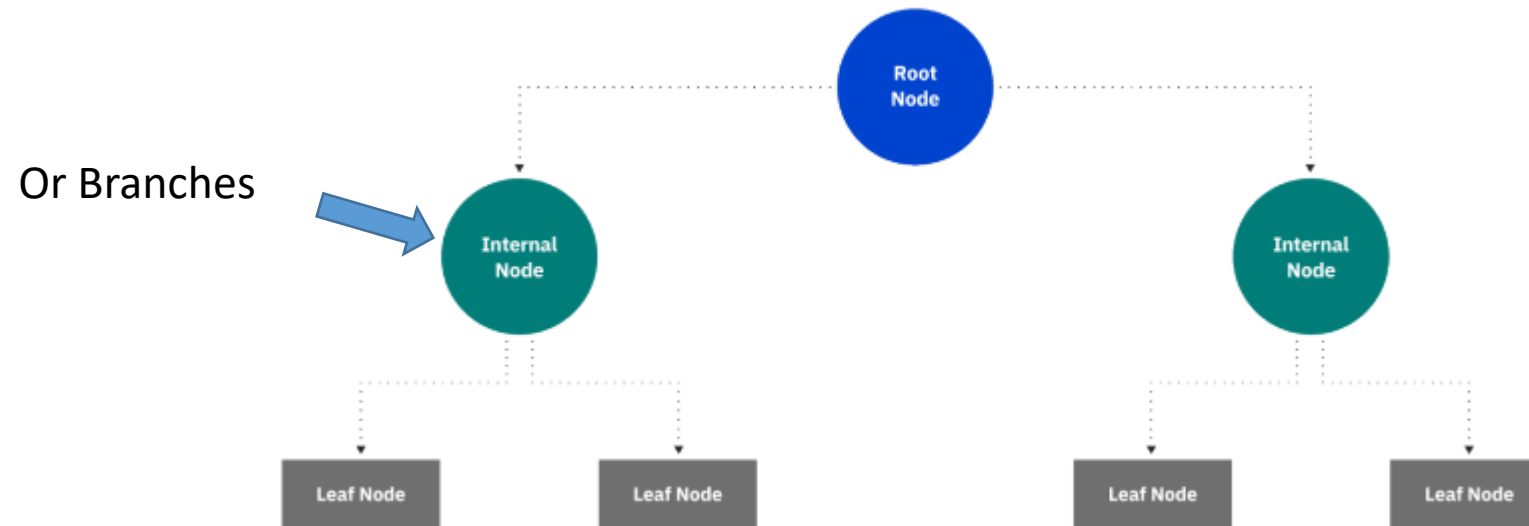 Root
Node
Or Branches
Internal
Node
Internal
Node
Leaf Node
Leaf Node
Leaf Node
Leaf Node